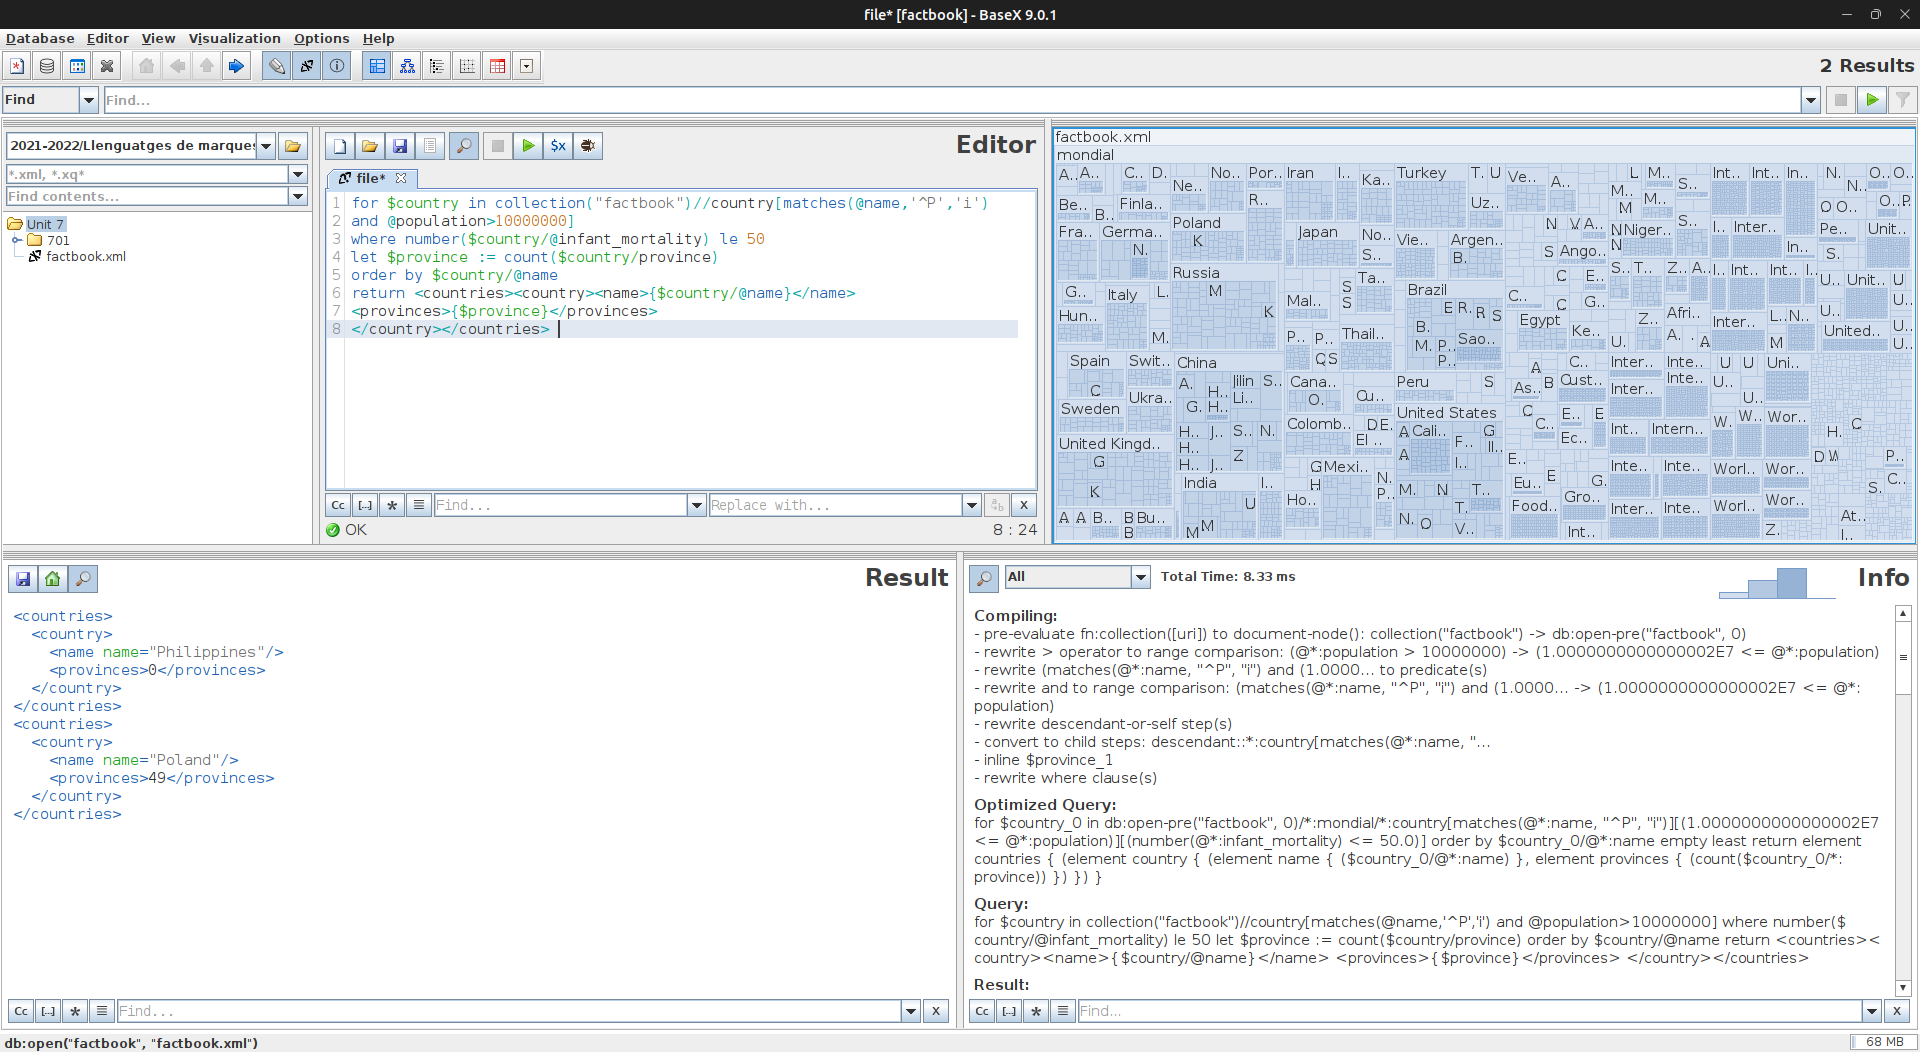 file* [factbook] - BaseX 9.0.1
Database Editor View Visualization Options Help
2 Results
Find
Find...
2021-2022/Llenguatges de marques
*.xml, *.xq*
Find contents...
Unit 7
701
factbook.xml
Editor
file*
1 for $country in collection("factbook")//country[matches(@name,'^P','i')
2 and @population>10000000]
3 where number($country/@infant_mortality) le 50
4 let $province := count($country/province)
5 order by $country/@name
6 return <countries><country><name>{$country/@name}</name>
7 <provinces>{$province}</provinces>
8 </country></countries>
Cc [...] * Find... Replace with... X
OK 8 : 24
factbook.xml
mondial
Iran
Turkey
Poland
Japan
Russia
Italy
Brazil
Egypt
Spain
China
Jilin
Peru
Sweden
United States
India
Result
<countries>
<country>
<name name="Philippines"/>
<provinces>0</provinces>
</country>
</countries>
<countries>
<country>
<name name="Poland"/>
<provinces>49</provinces>
</country>
</countries>
Cc [...] * Find... X
All
Total Time: 8.33 ms
Info
Compiling:
- pre-evaluate fn:collection([uri]) to document-node(): collection("factbook") -> db:open-pre("factbook", 0)
- rewrite > operator to range comparison: (@*:population > 10000000) -> (1.0000000000000002E7 <= @*:population)
- rewrite (matches(@*:name, "^P", "i") and (1.0000... to predicate(s)
- rewrite and to range comparison: (matches(@*:name, "^P", "i") and (1.0000... -> (1.0000000000000002E7 <= @*:
population)
- rewrite descendant-or-self step(s)
- convert to child steps: descendant::*:country[matches(@*:name, "...
- inline $province_1
- rewrite where clause(s)
Optimized Query:
for $country_0 in db:open-pre("factbook", 0)/*:mondial/*:country[matches(@*:name, "^P", "i")][(1.0000000000000002E7
<= @*:population)][(number(@*:infant_mortality) <= 50.0)] order by $country_0/@*:name empty least return element
countries { (element country { (element name { ($country_0/@*:name) }, element provinces { (count($country_0/*:
province)) }) }) }
Query:
for $country in collection("factbook")//country[matches(@name,'^P','i') and @population>10000000] where number($
country/@infant_mortality) le 50 let $province := count($country/province) order by $country/@name return <countries><
country><name>{$country/@name}</name> <provinces>{$province}</provinces> </country></countries>
Result:
Cc [...] * Find... X
db:open("factbook", "factbook.xml")
68 MB